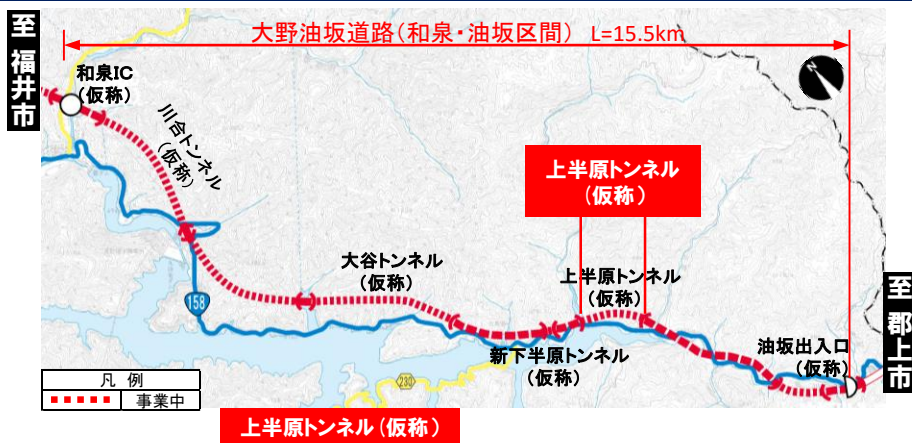 至 福井市
大野油坂道路（和泉・油坂区間） L=15.5km
和泉IC
（仮称）
川合トンネル
（仮称）
上半原トンネル
（仮称）
大谷トンネル
（仮称）
上半原トンネル
（仮称）
158
新下半原トンネル
（仮称）
油坂出入口
（仮称）
至 郡上市
230
凡 例
事業中
上半原トンネル（仮称）